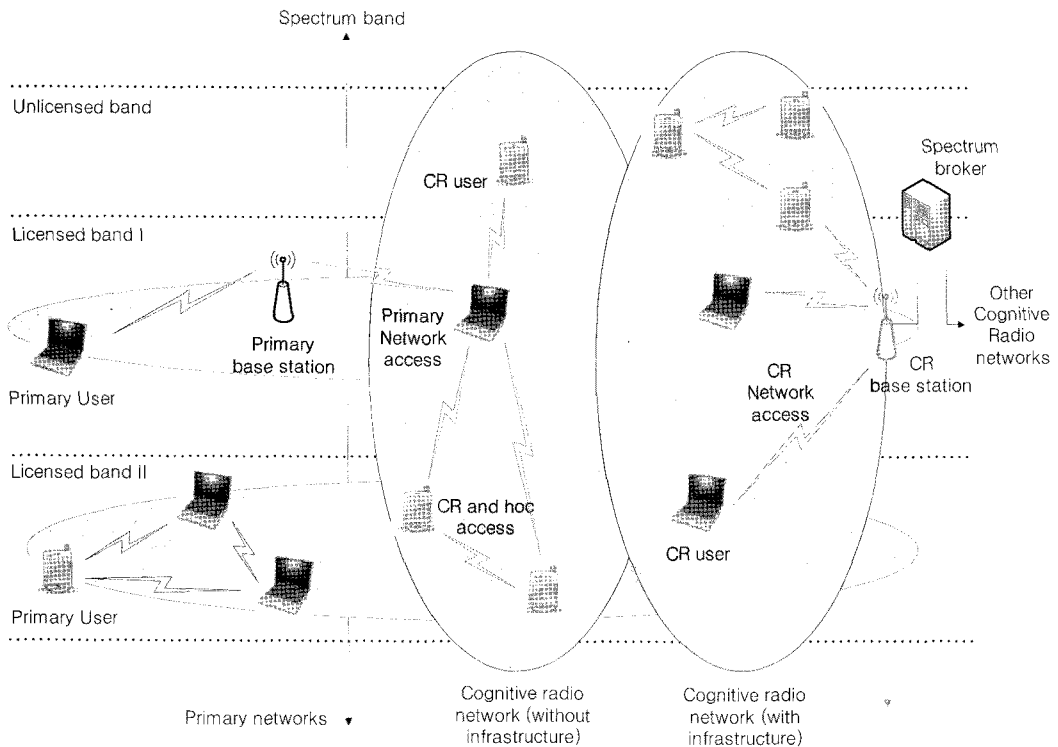 Spectrum band
Unlicensed band
CR user
Spectrum
broker
Licensed band I
Primary
base station
Primary
Network
access
Primary User
CR
Network
access
CR
base station
Other
Cognitive
Radio
networks
Licensed band II
CR and hoc
access
CR user
Primary User
Primary networks
Cognitive radio
network (without
infrastructure)
Cognitive radio
network (with
infrastructure)